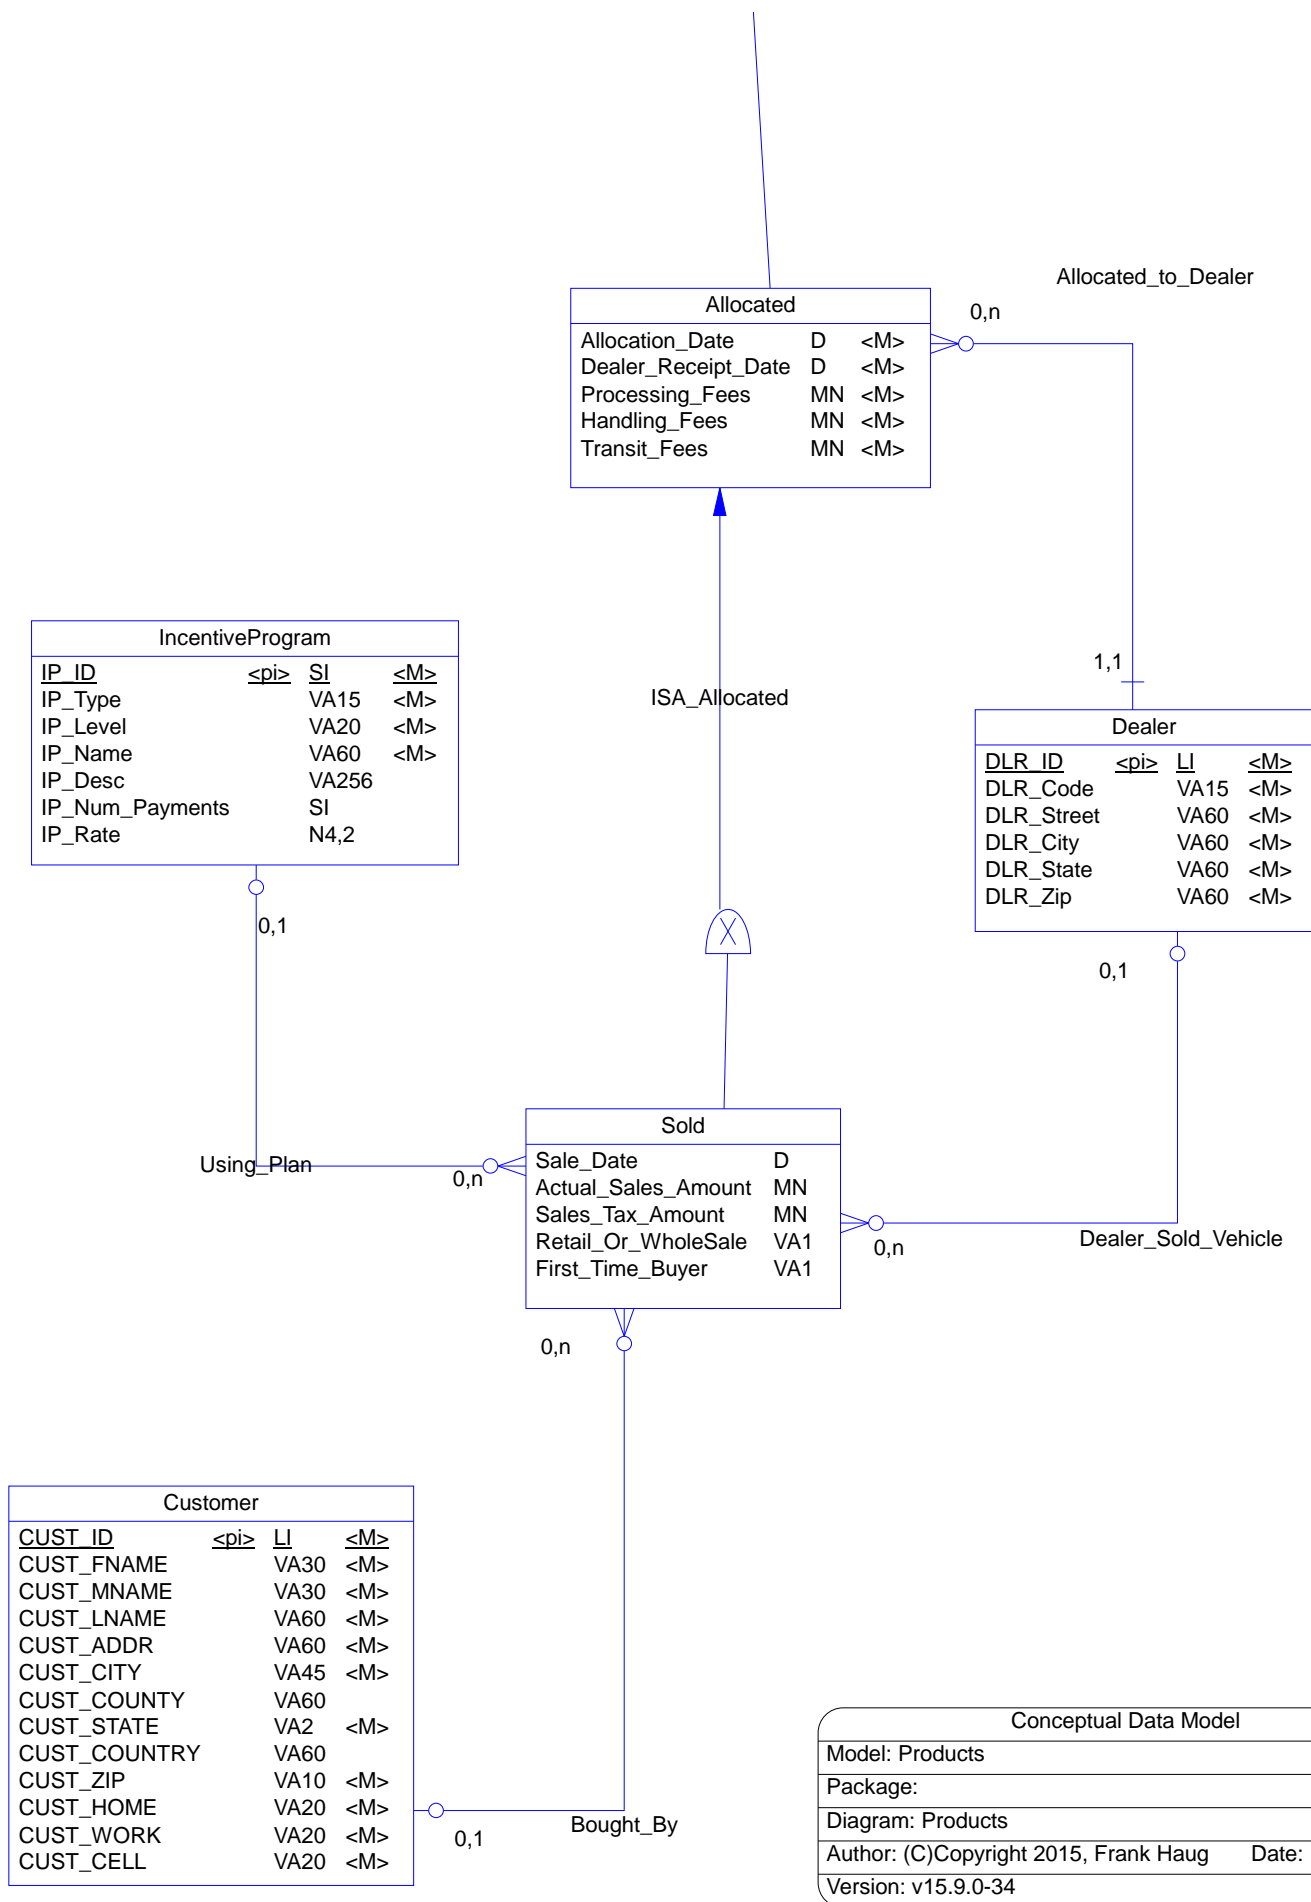 Allocated_to_Dealer
0,n
Allocated
Allocation_Date D <M>
Dealer_Receipt_Date D <M>
Processing_Fees MN <M>
Handling_Fees MN <M>
Transit_Fees MN <M>
IncentiveProgram
IP_ID <pi> SI <M>
IP_Type VA15 <M>
IP_Level VA20 <M>
IP_Name VA60 <M>
IP_Desc VA256
IP_Num_Payments SI
IP_Rate N4,2
0,1
ISA_Allocated
1,1
Dealer
DLR_ID <pi> LI <M>
DLR_Code VA15 <M>
DLR_Street VA60 <M>
DLR_City VA60 <M>
DLR_State VA60 <M>
DLR_Zip VA60 <M>
0,1
X
Sold
Sale_Date D
Actual_Sales_Amount MN
Sales_Tax_Amount MN
Retail_Or_WholeSale VA1
First_Time_Buyer VA1
Using_Plan
0,n
0,n
Dealer_Sold_Vehicle
0,n
Customer
CUST_ID <pi> LI <M>
CUST_FNAME VA30 <M>
CUST_MNAME VA30 <M>
CUST_LNAME VA60 <M>
CUST_ADDR VA60 <M>
CUST_CITY VA45 <M>
CUST_COUNTY VA60
CUST_STATE VA2 <M>
CUST_COUNTRY VA60
CUST_ZIP VA10 <M>
CUST_HOME VA20 <M>
CUST_WORK VA20 <M>
CUST_CELL VA20 <M>
0,1
Bought_By
Conceptual Data Model
Model: Products
Package:
Diagram: Products
Author: (C)Copyright 2015, Frank Haug Date:
Version: v15.9.0-34